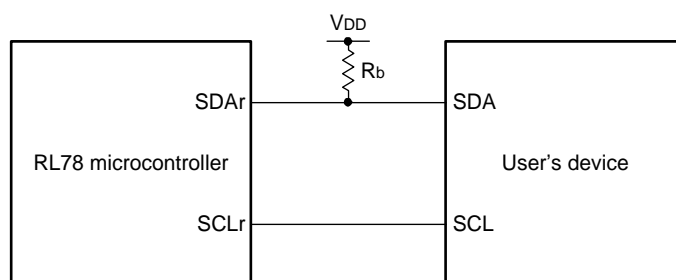 VDD
Rb
SDAr
SDA
RL78 microcontroller
User's device
SCLr
SCL